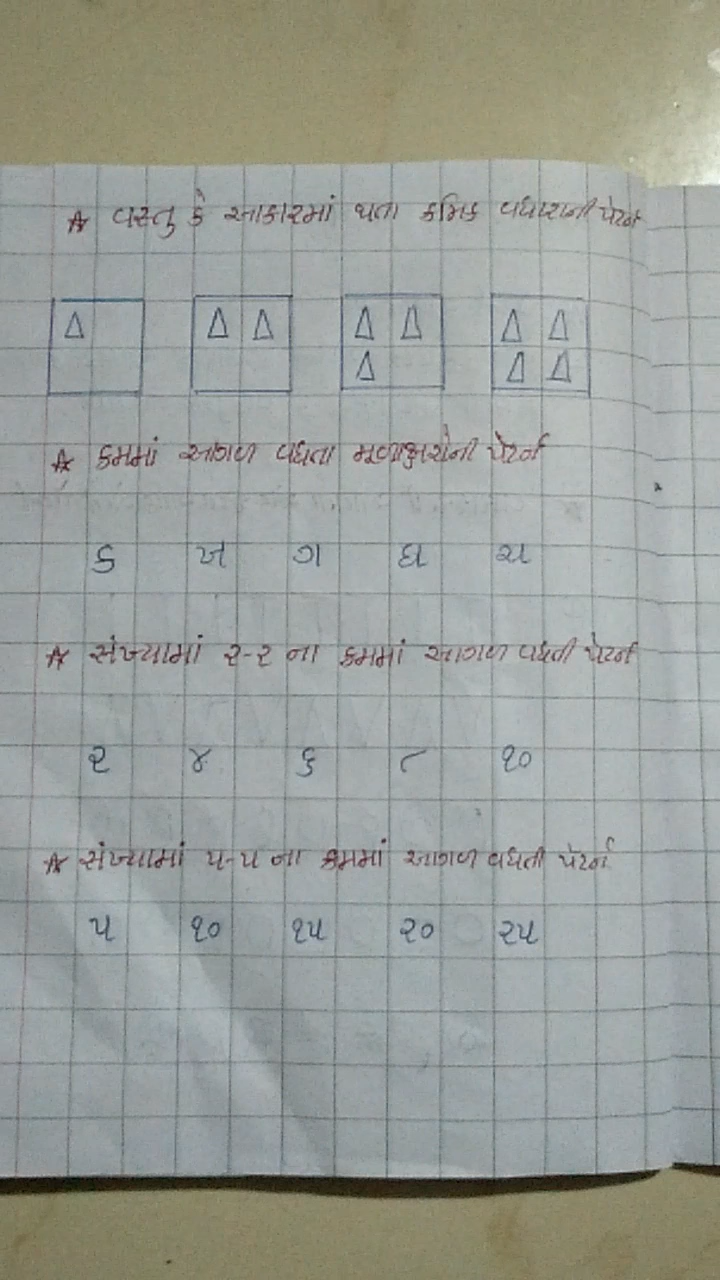 ★ વસ્તુ કે આકારમાં થતા ક્રમિક વધારાની પેટર્ન
★ ક્રમમાં આગળ વધતા મૂળાક્ષરોની પેટર્ન
ક ખ ગ ઘ ચ
★ સંખ્યામાં ૨-૨ ના ક્રમમાં આગળ વધતી પેટર્ન
૨ ૪ ૬ ૮ ૧૦
★ સંખ્યામાં ૫-૫ ના ક્રમમાં આગળ વધતી પેટર્ન
૫ ૧૦ ૧૫ ૨૦ ૨૫